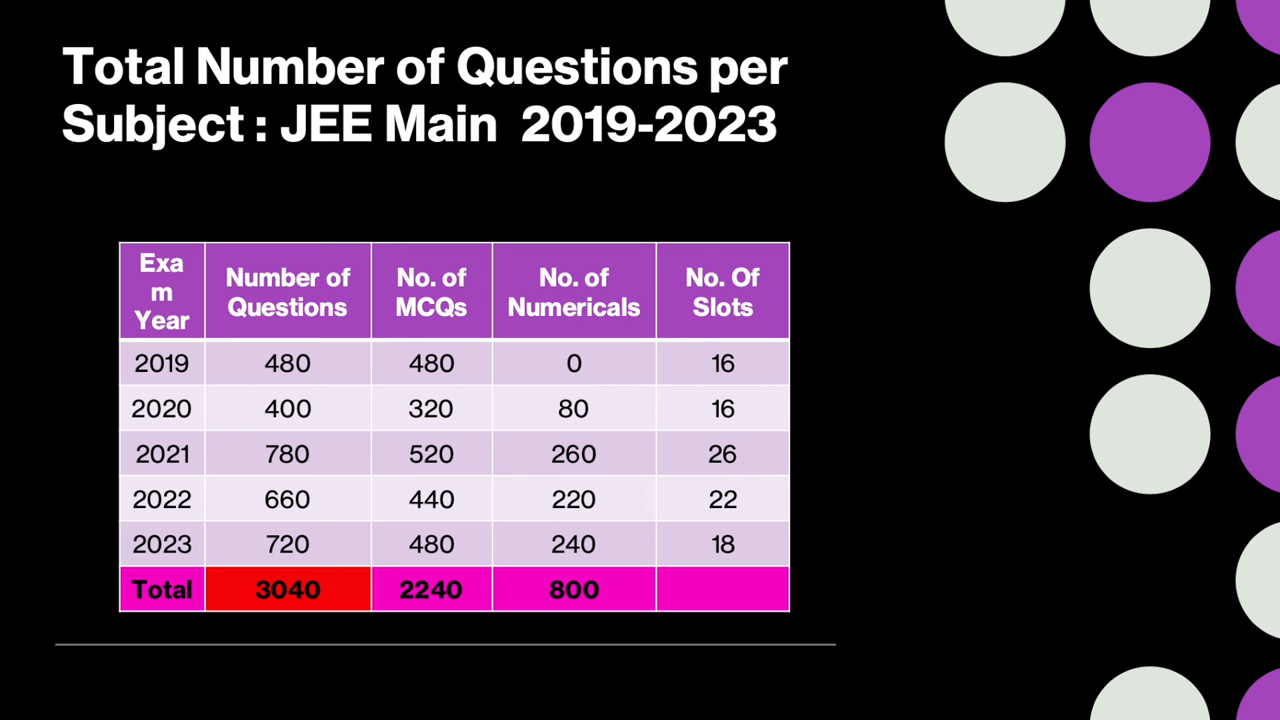 Total Number of Questions per
Subject : JEE Main 2019-2023
Exa
m
Year
Number of
Questions
No. of
MCQs
No. of
Numericals
No. Of
Slots
2019 480 480 0 16
2020 400 320 80 16
2021 780 520 260 26
2022 660 440 220 22
2023 720 480 240 18
Total 3040 2240 800